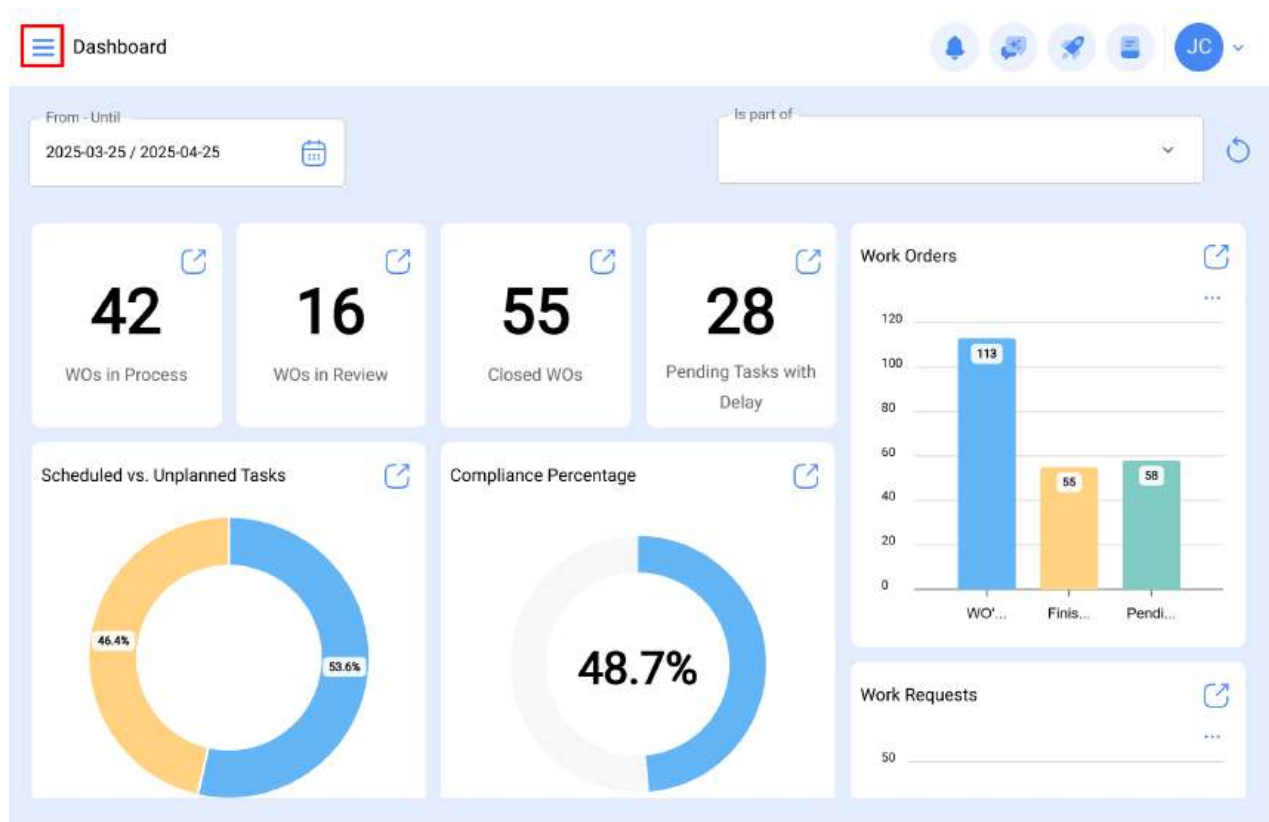 Dashboard
JC
From - Until
2025-03-25 / 2025-04-25
Is part of
42
WOs in Process
16
WOs in Review
55
Closed WOs
28
Pending Tasks with
Delay
Work Orders
...
120
100
80
60
40
20
0
113
55
58
WO'...
Finis...
Pendi...
Scheduled vs. Unplanned Tasks
46.4%
53.6%
Compliance Percentage
48.7%
Work Requests
...
50